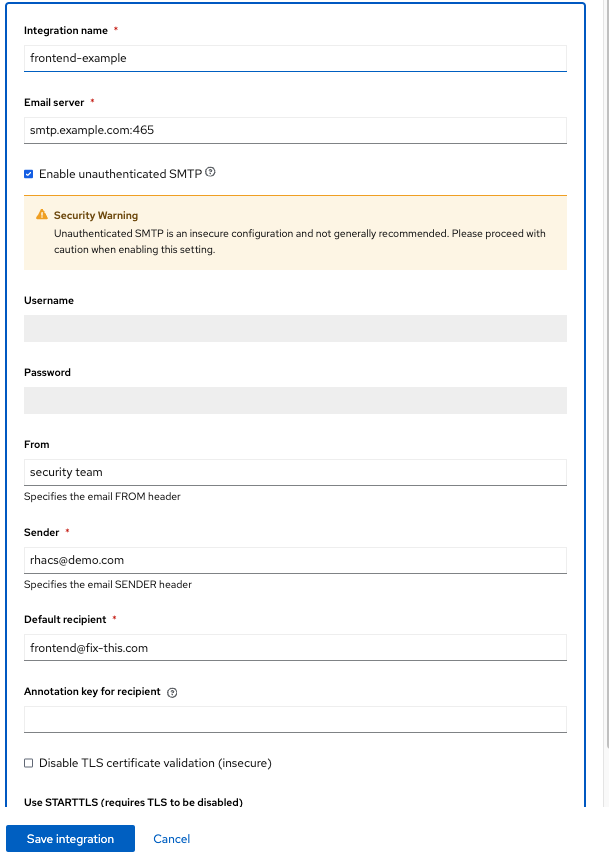 Integration name *
frontend-example
Email server *
smtp.example.com:465
Enable unauthenticated SMTP
Security Warning
Unauthenticated SMTP is an insecure configuration and not generally recommended. Please proceed with
caution when enabling this setting.
Username
Password
From
security team
Specifies the email FROM header
Sender *
rhacs@demo.com
Specifies the email SENDER header
Default recipient *
frontend@fix-this.com
Annotation key for recipient
Disable TLS certificate validation (insecure)
Use STARTTLS (requires TLS to be disabled)
Save integration Cancel